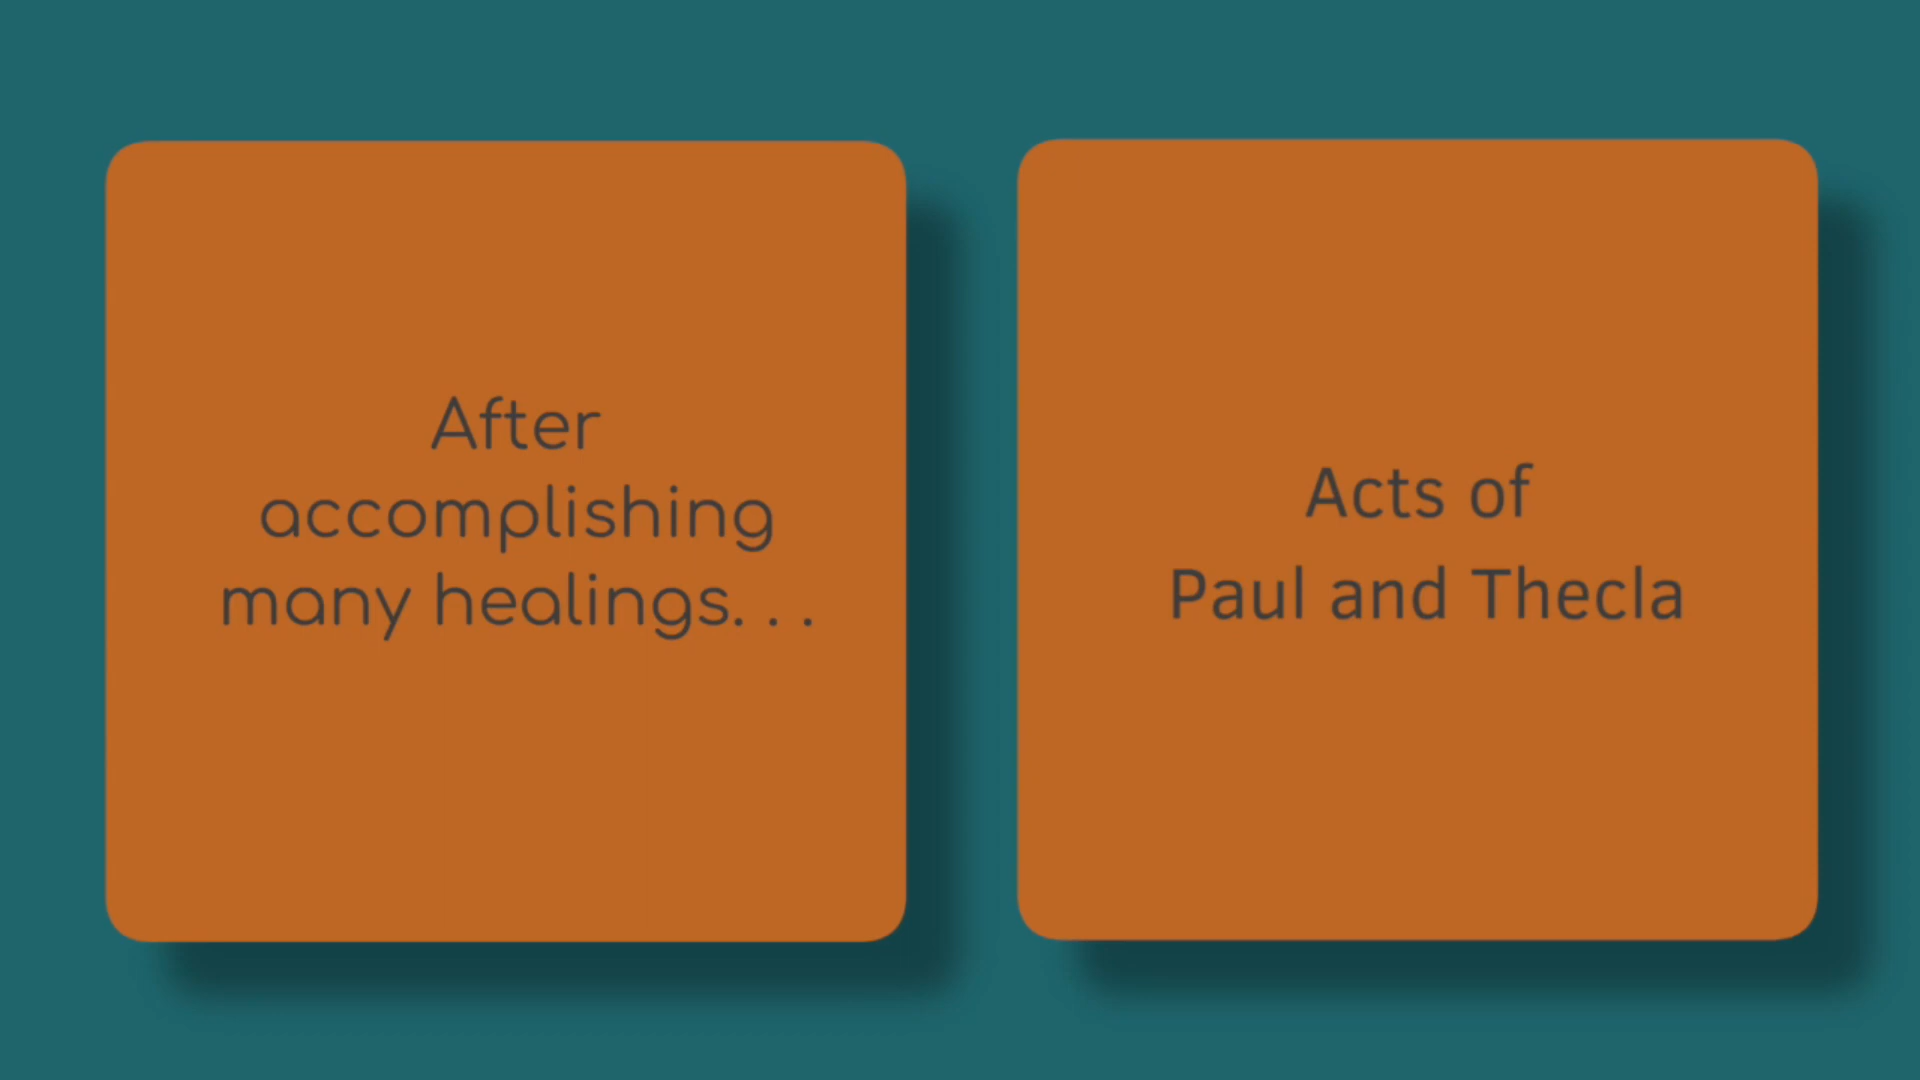 After
accomplishing
many healings. . .
Acts of
Paul and Thecla